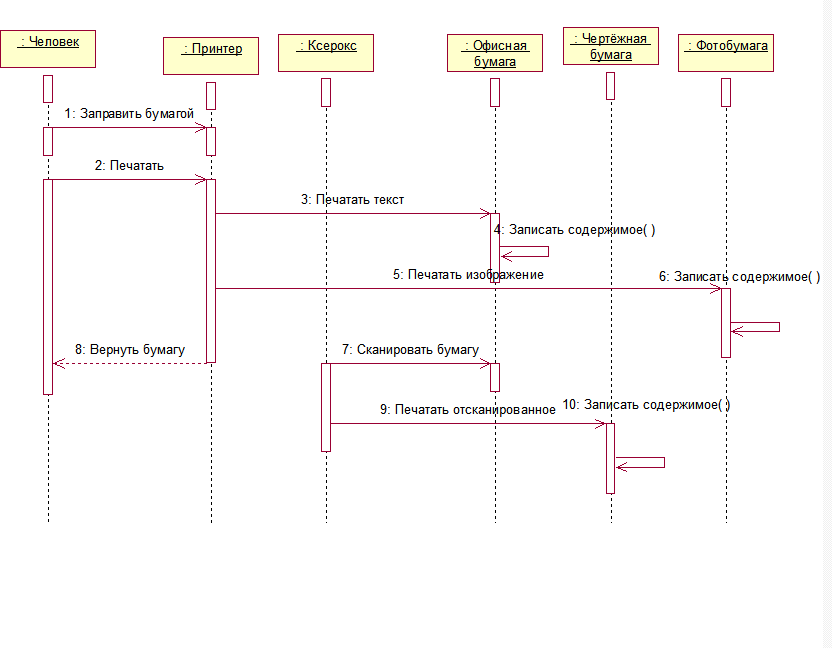 : Человек
: Принтер
: Ксерокс
: Офисная
бумага
: Чертёжная
бумага
: Фотобумага
1: Заправить бумагой
2: Печатать
3: Печатать текст
4: Записать содержимое( )
5: Печатать изображение
6: Записать содержимое( )
8: Вернуть бумагу
7: Сканировать бумагу
9: Печатать отсканированное
10: Записать содержимое( )